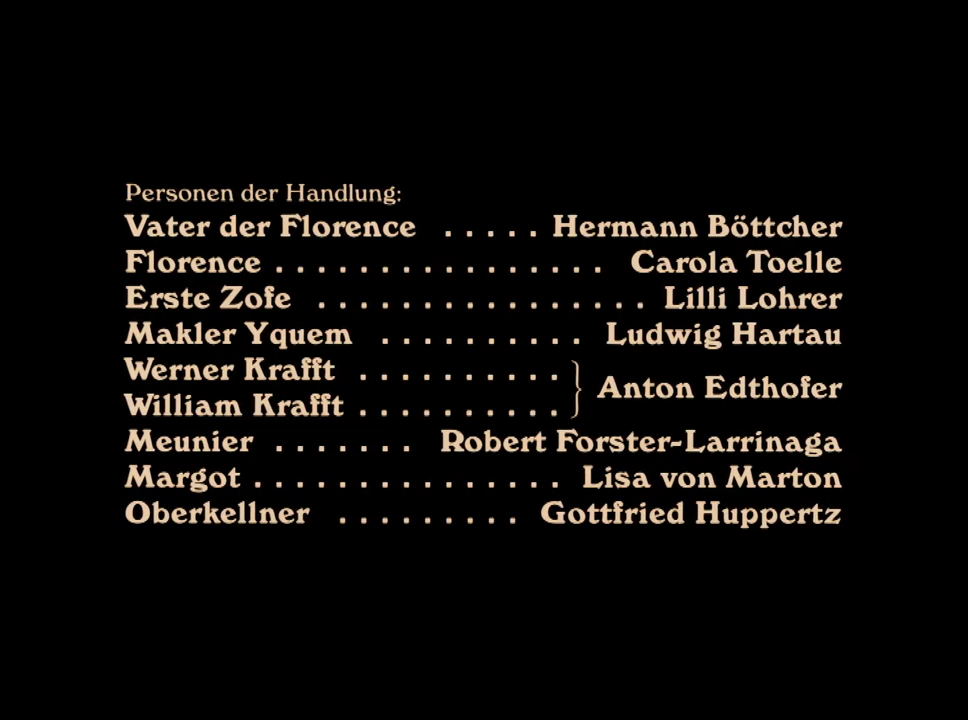 Personen der Handlung:
Vater der Florence . . . . . Hermann Böttcher
Florence . . . . . . . . . . . . . . . . Carola Toelle
Erste Zofe . . . . . . . . . . . . . . . . Lilli Lohrer
Makler Yquem . . . . . . . . . . Ludwig Hartau
Werner Krafft . . . . . . . . . .
} Anton Edthofer
William Krafft . . . . . . . . . .
Meunier . . . . . . . Robert Forster-Larrinaga
Margot . . . . . . . . . . . . . . . Lisa von Marton
Oberkellner . . . . . . . . . Gottfried Huppertz